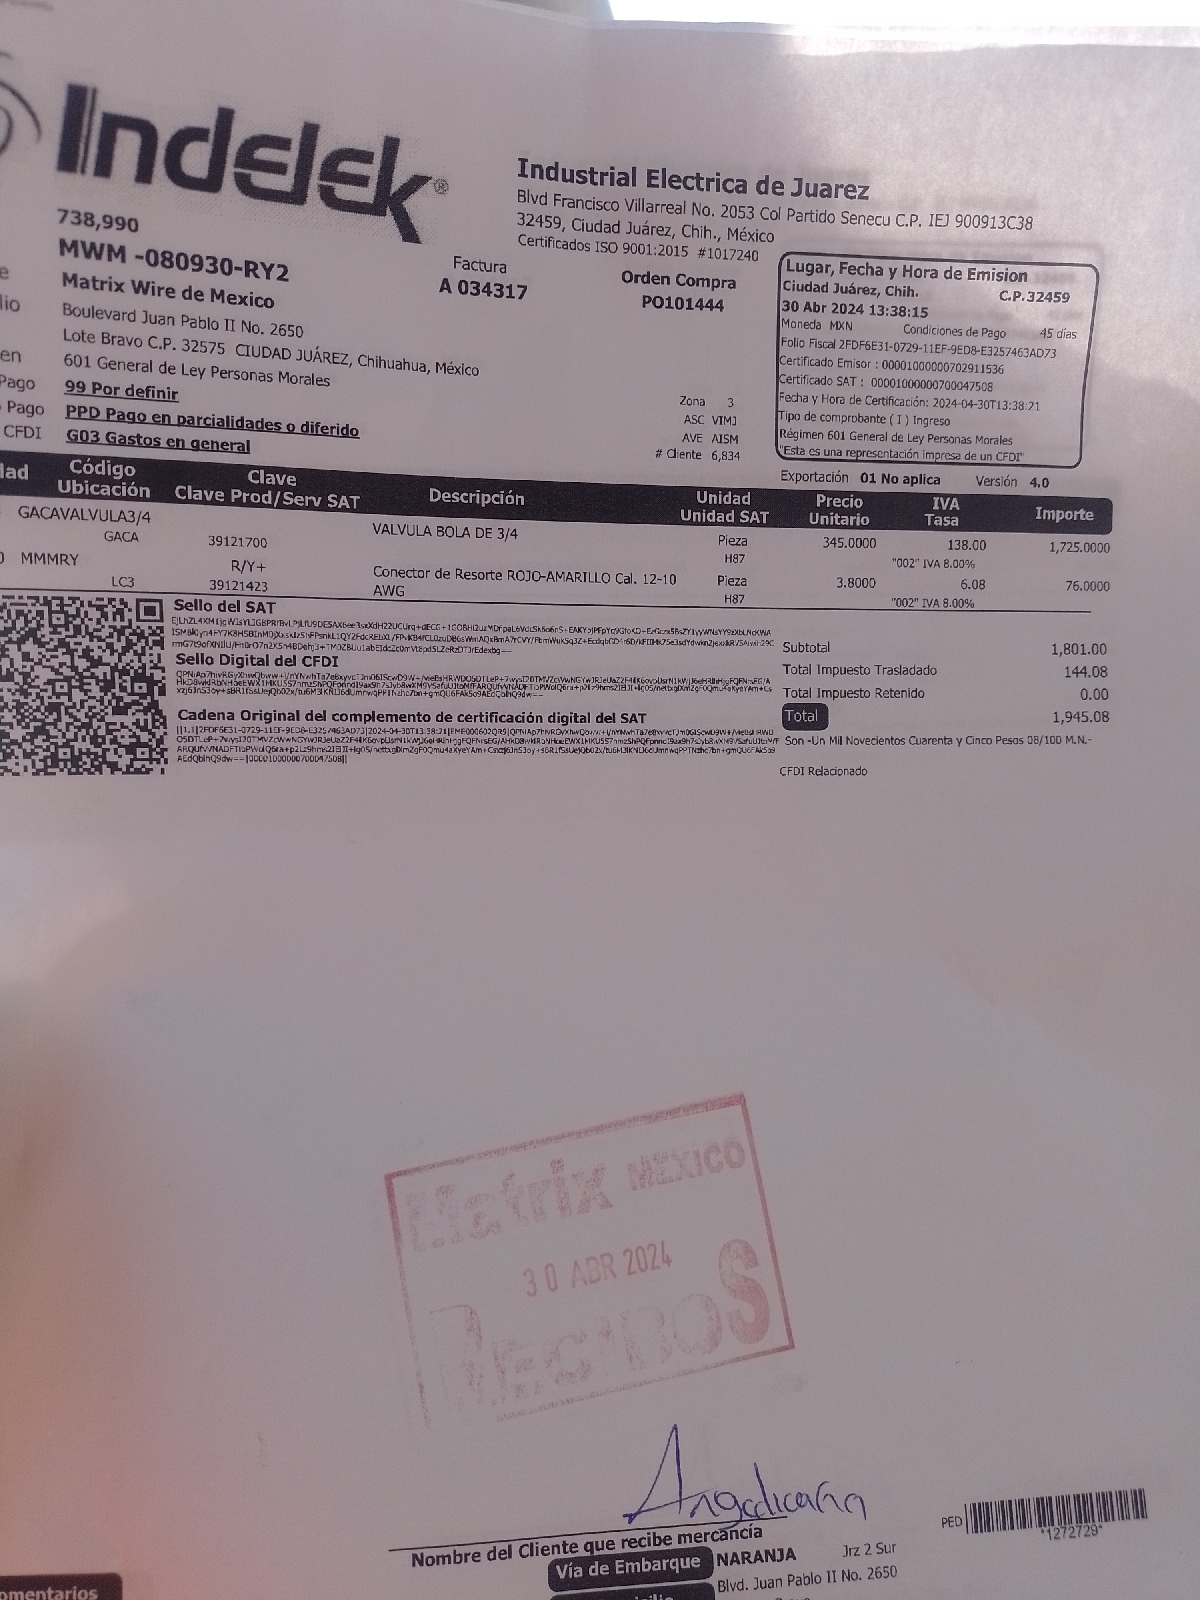 Indelek®
Industrial Electrica de Juarez
Blvd Francisco Villarreal No. 2053 Col Partido Senecu C.P. IEJ 900913C38
32459, Ciudad Juárez, Chih., México
Certificados ISO 9001:2015 #1017240
738,990
MWM -080930-RY2
Matrix Wire de Mexico
Boulevard Juan Pablo II No. 2650
Lote Bravo C.P. 32575 CIUDAD JUÁREZ, Chihuahua, México
601 General de Ley Personas Morales
Pago 99 Por definir
Pago PPD Pago en parcialidades o diferido
CFDI G03 Gastos en general
Factura
A 034317
Orden Compra
PO101444
Zona 3
ASC VIMJ
AVE AISM
# Cliente 6,834
Lugar, Fecha y Hora de Emision
Ciudad Juárez, Chih. C.P.32459
30 Abr 2024 13:38:15
Moneda MXN Condiciones de Pago 45 días
Folio Fiscal 2FDF6E31-0729-11EF-9ED8-E3257463AD73
Certificado Emisor : 00001000000702911536
Certificado SAT : 00001000000700047508
Fecha y Hora de Certificación: 2024-04-30T13:38:21
Tipo de comprobante ( I ) Ingreso
Régimen 601 General de Ley Personas Morales
"Esta es una representación impresa de un CFDI"
Exportación 01 No aplica Versión 4.0
Código Ubicación Clave Clave Prod/Serv SAT Descripción Unidad Unidad SAT Precio Unitario IVA Tasa Importe
GACAVALVULA3/4 VALVULA BOLA DE 3/4 Pieza 345.0000 138.00 1,725.0000
GACA 39121700 H87 "002" IVA 8.00%
MMMRY R/Y+ Conector de Resorte ROJO-AMARILLO Cal. 12-10 Pieza 3.8000 6.08 76.0000
LC3 39121423 AWG H87 "002" IVA 8.00%
Sello del SAT
Sello Digital del CFDI
Cadena Original del complemento de certificación digital del SAT
Subtotal 1,801.00
Total Impuesto Trasladado 144.08
Total Impuesto Retenido 0.00
Total 1,945.08
Son -Un Mil Novecientos Cuarenta y Cinco Pesos 08/100 M.N.-
CFDI Relacionado
Matrix MEXICO
30 ABR 2024
RECIBOS
Nombre del Cliente que recibe mercancía
PED *1272729*
Vía de Embarque NARANJA Jrz 2 Sur
Blvd. Juan Pablo II No. 2650